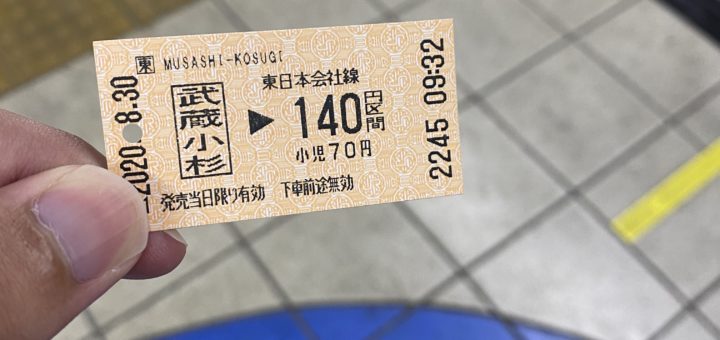 東 MUSASHI-KOSUGI
東日本会社線
武蔵小杉 ▶ 140円区間
小児70円
発売当日限り有効 下車前途無効
2020.-8.30
2245 09:32